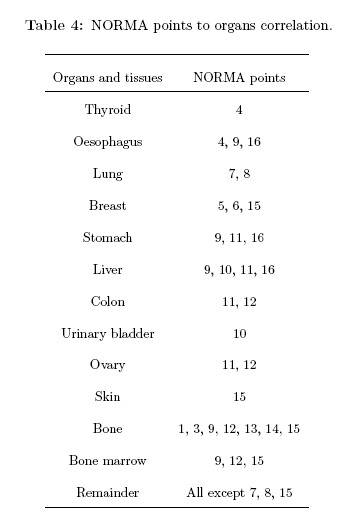 Table 4: NORMA points to organs correlation.
Organs and tissues NORMA points
Thyroid 4
Oesophagus 4, 9, 16
Lung 7, 8
Breast 5, 6, 15
Stomach 9, 11, 16
Liver 9, 10, 11, 16
Colon 11, 12
Urinary bladder 10
Ovary 11, 12
Skin 15
Bone 1, 3, 9, 12, 13, 14, 15
Bone marrow 9, 12, 15
Remainder All except 7, 8, 15